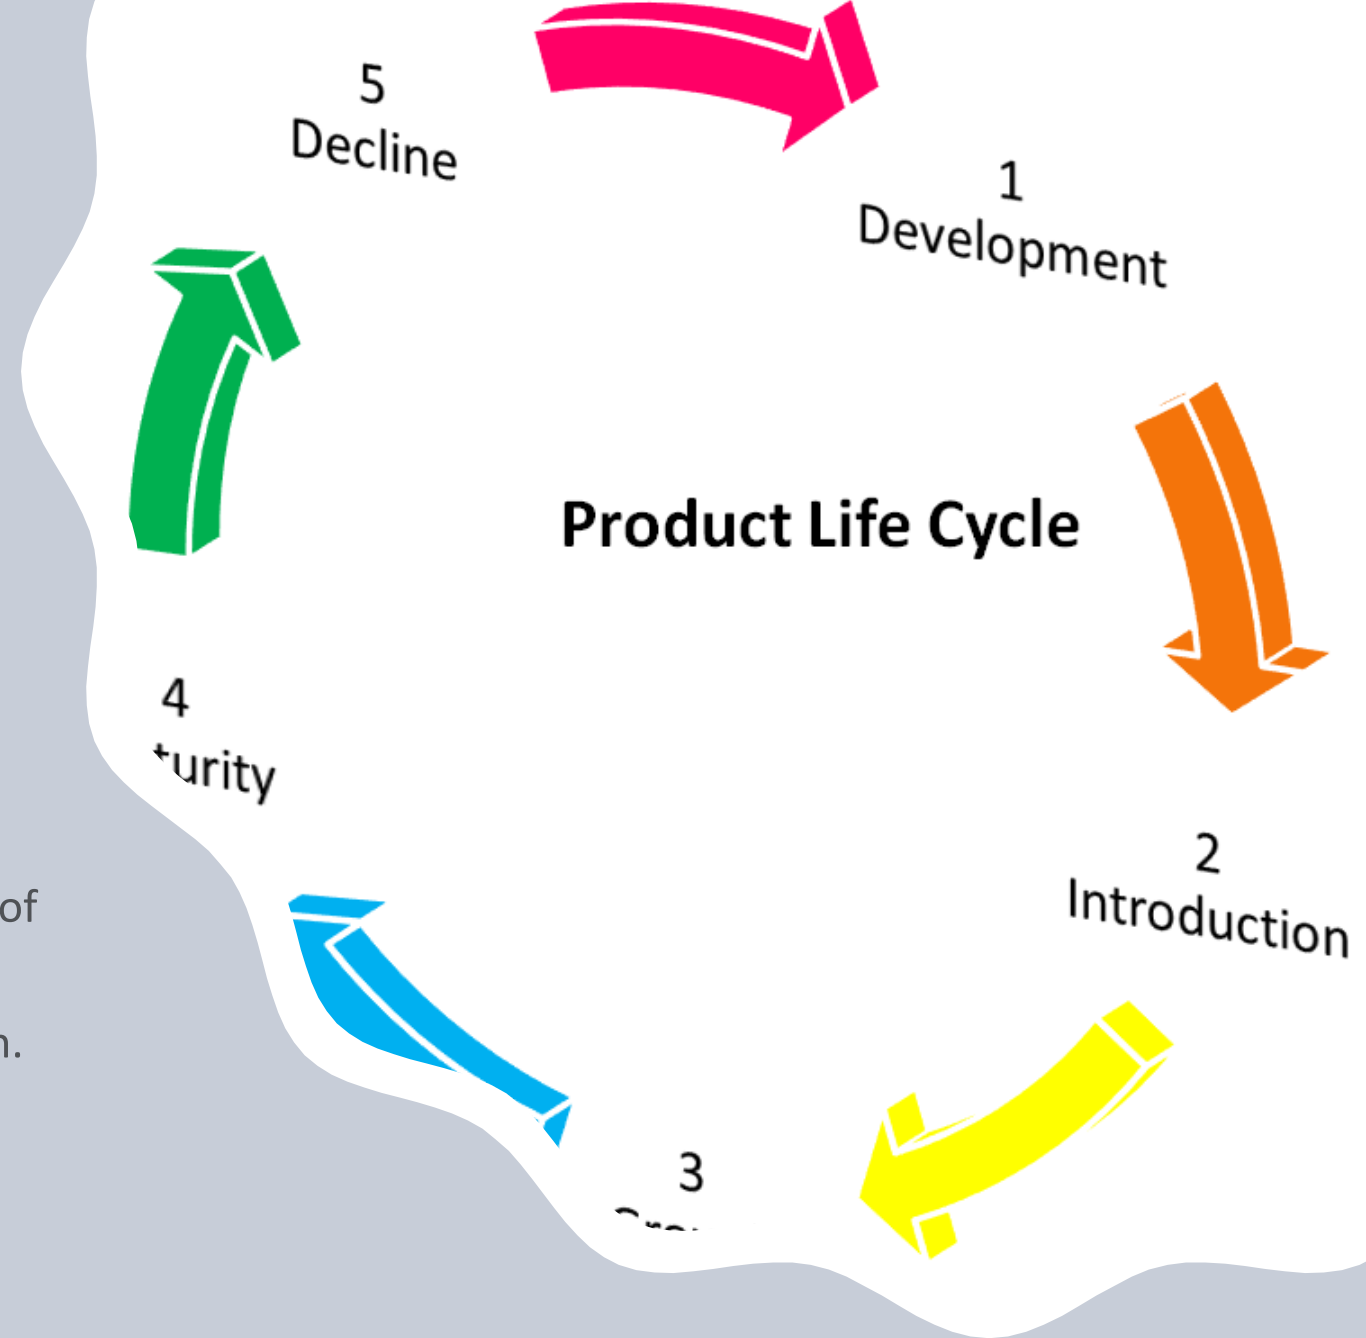 5
Decline
1
Development
Product Life Cycle
2
Introduction
4
turity
3
of
n.